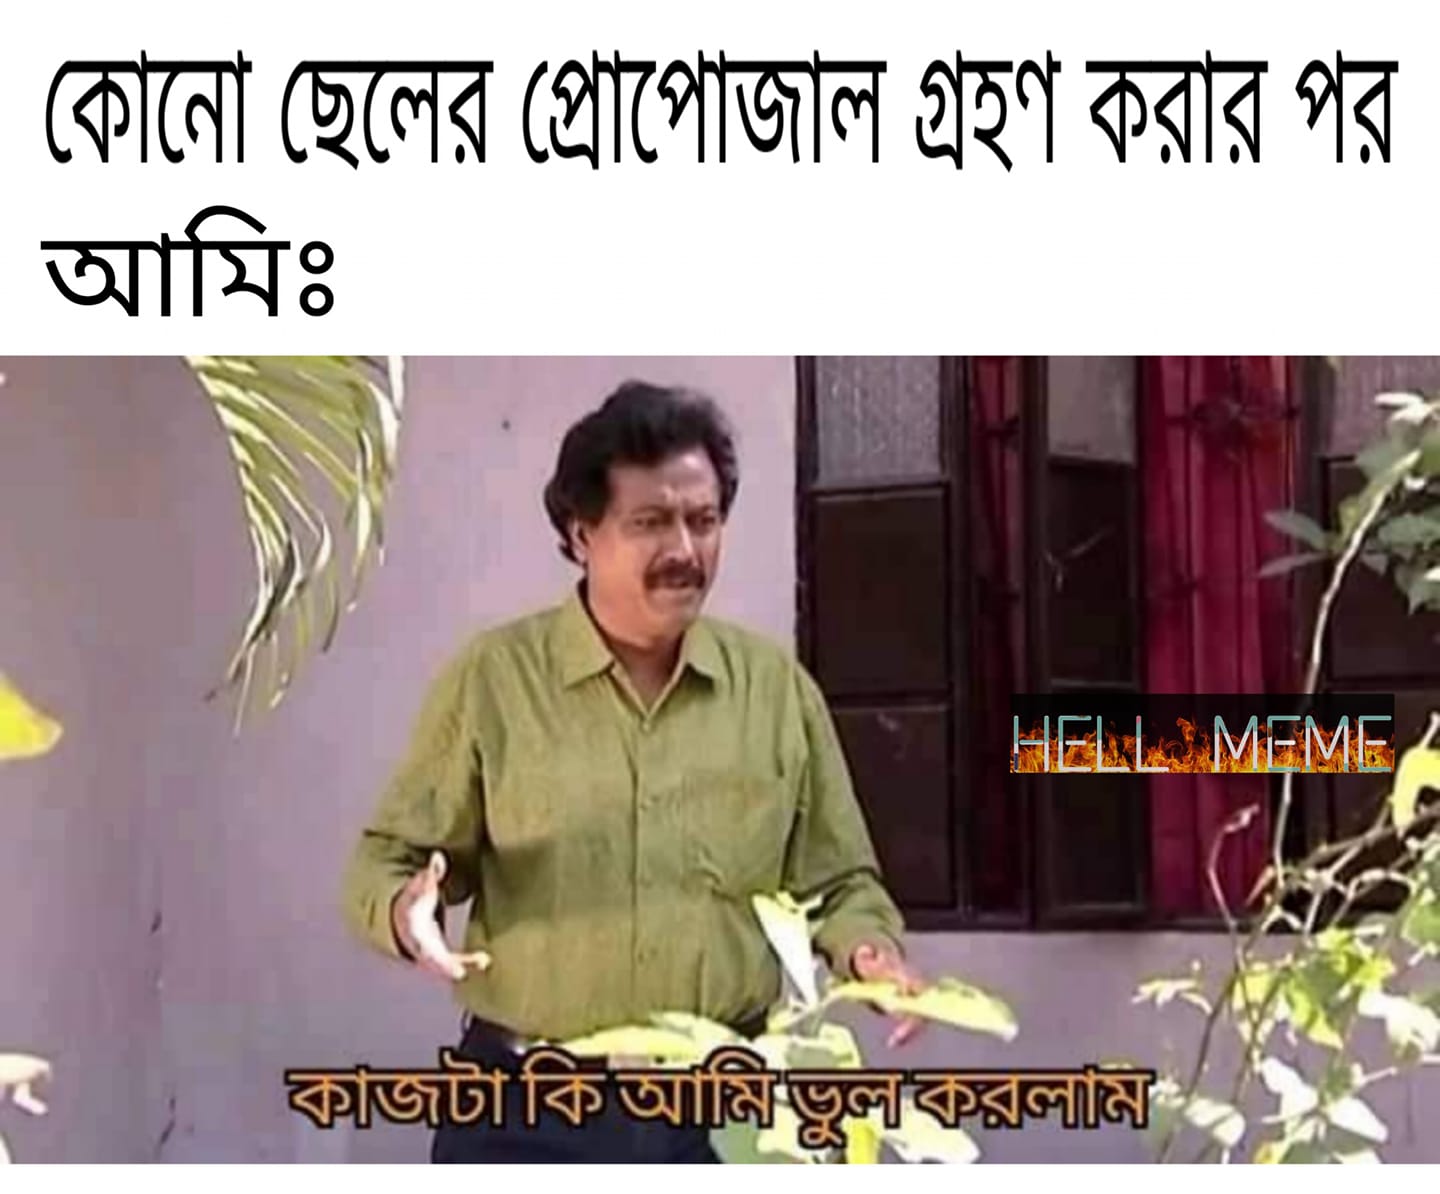 কোনো ছেলের প্রোপোজাল গ্রহণ করার পর
আমিঃ
HELL MEME
কাজটা কি আমি ভুল করলাম